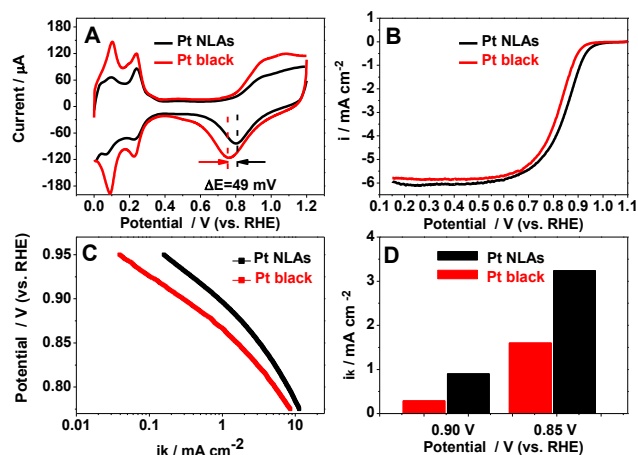 A
Pt NLAs
Pt black
Current / µA
180
120
60
0
-60
-120
-180
ΔE=49 mV
0.0 0.2 0.4 0.6 0.8 1.0 1.2
Potential / V (vs. RHE)
B
Pt NLAs
Pt black
i / mA cm-2
0
-1
-2
-3
-4
-5
-6
0.1 0.2 0.3 0.4 0.5 0.6 0.7 0.8 0.9 1.0 1.1
Potential / V (vs. RHE)
C
Pt NLAs
Pt black
Potential / V (vs. RHE)
1.00
0.95
0.90
0.85
0.80
0.01 0.1 1 10
ik / mA cm-2
D
Pt NLAs
Pt black
ik / mA cm-2
4
3
2
1
0
0.90 V 0.85 V
Potential / V (vs. RHE)